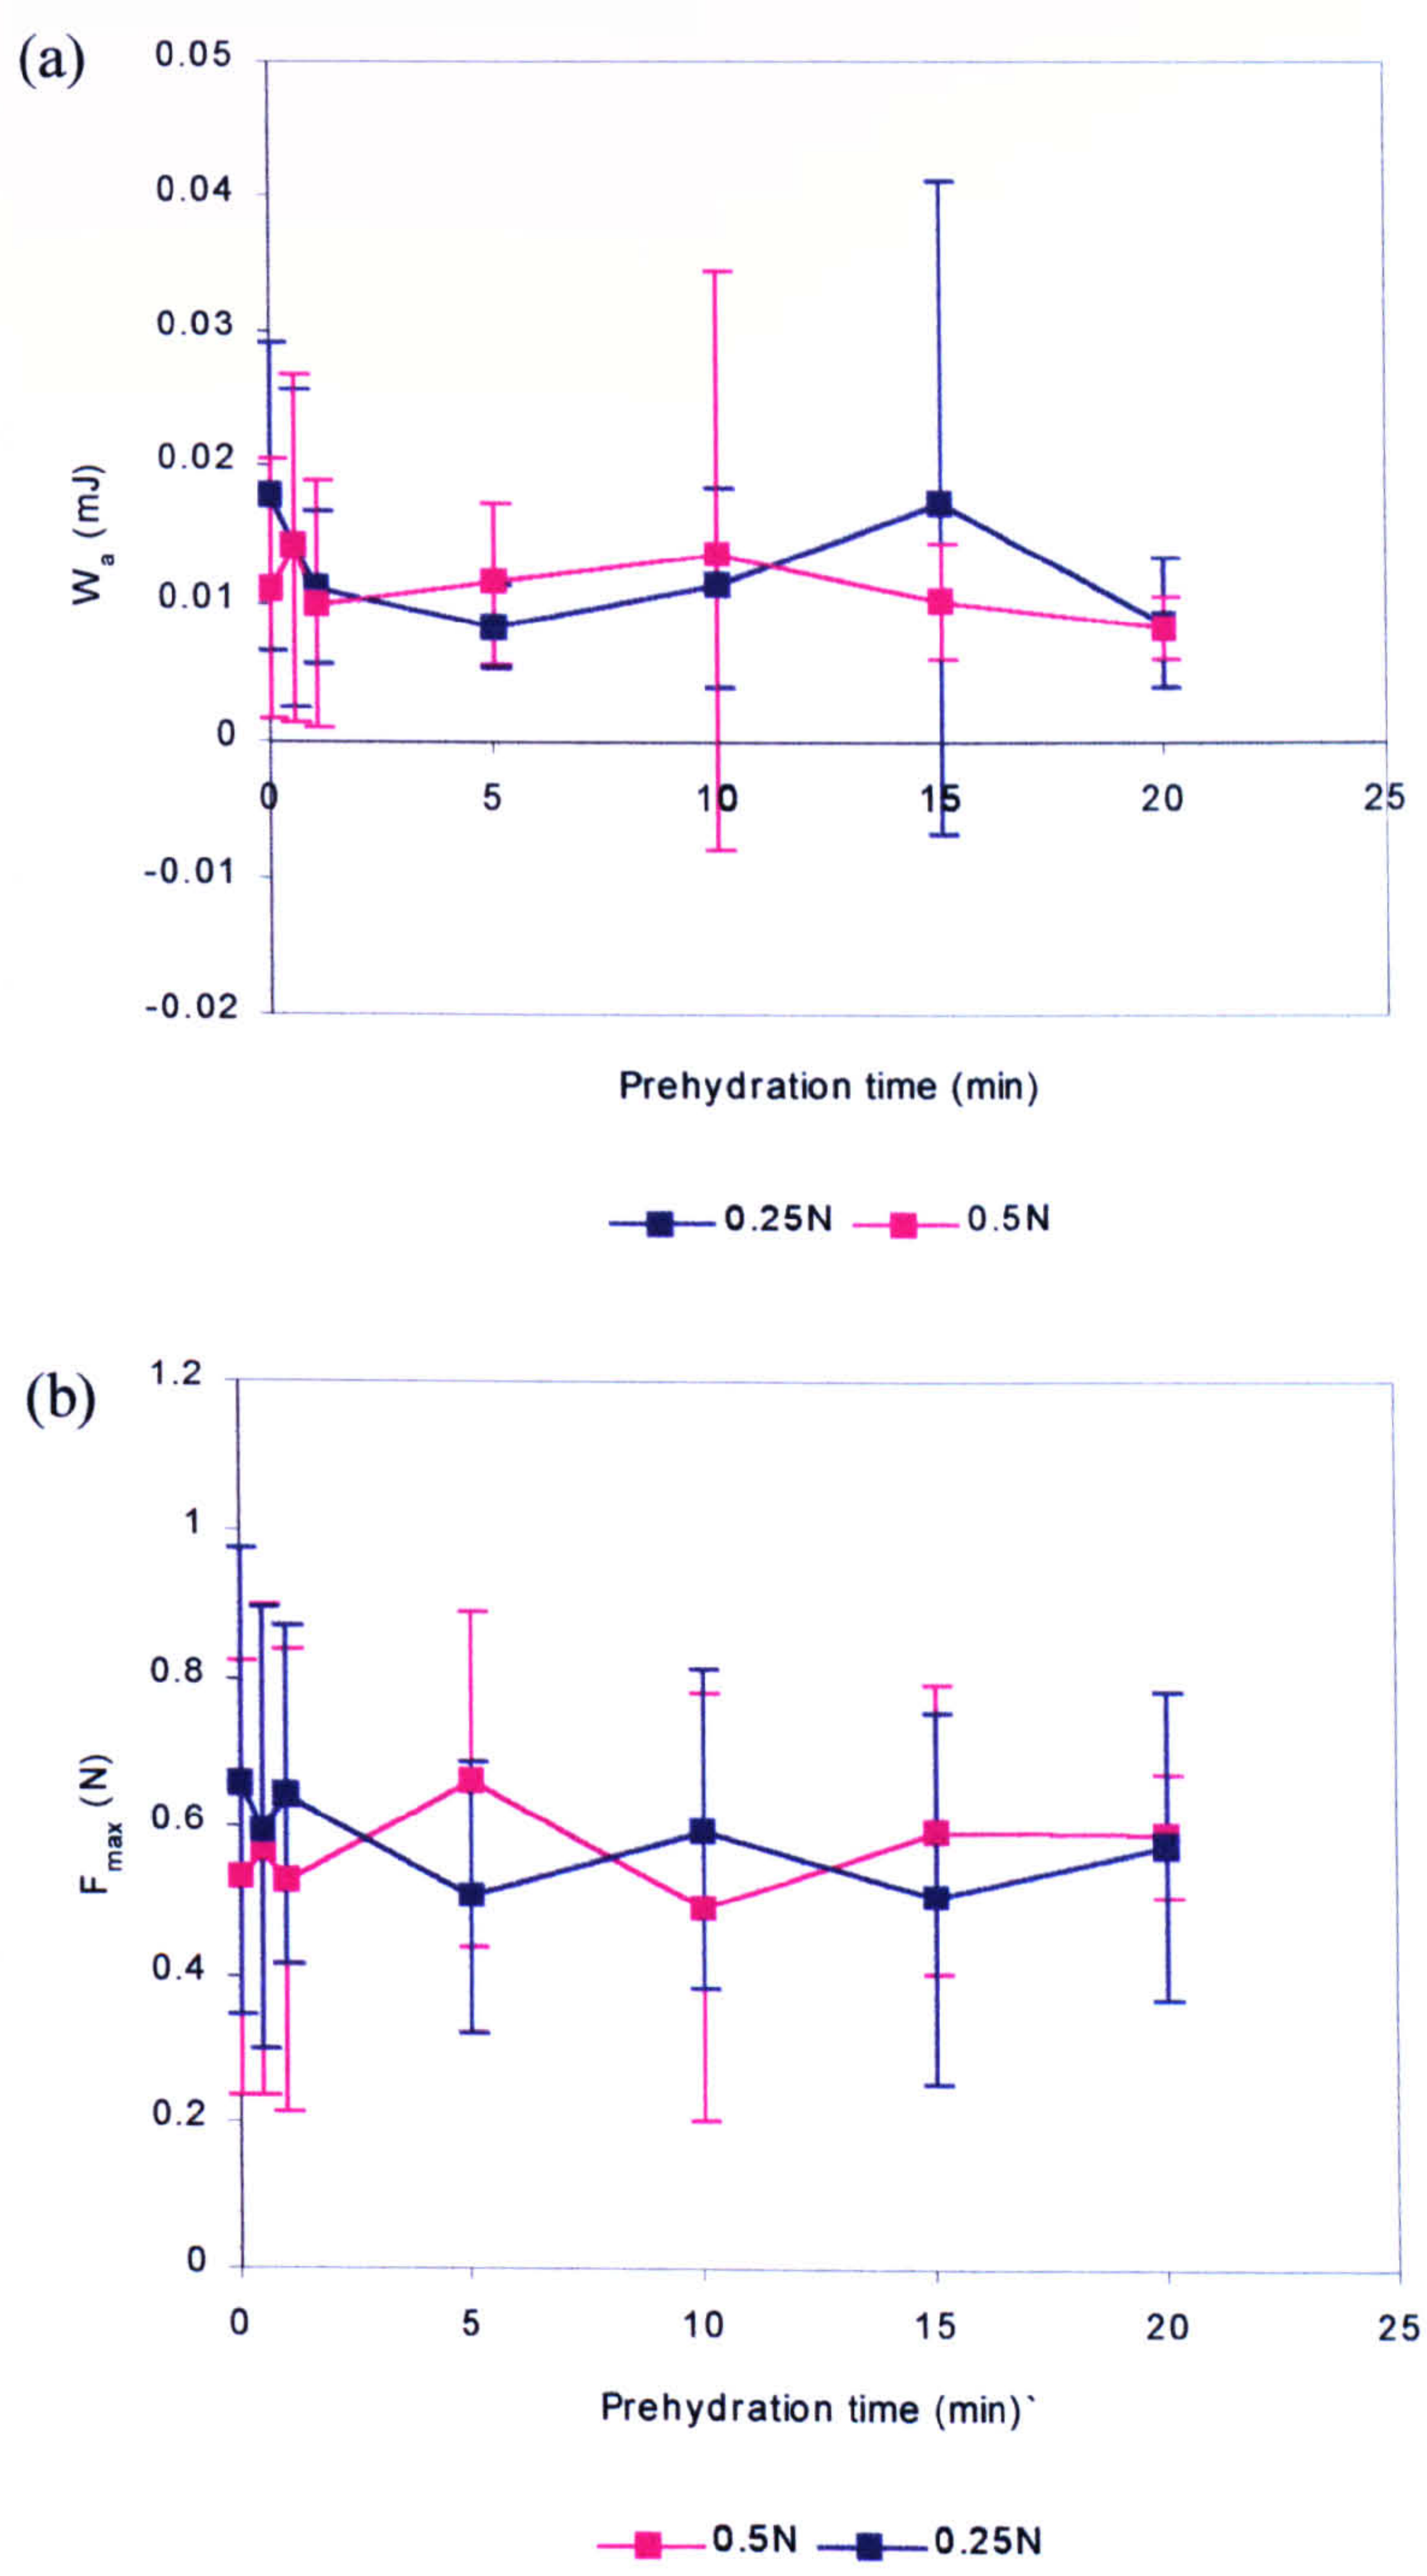 (a)
0.05
0.04
0.03
0.02
0.01
0
-0.01
-0.02
W a (mJ)
0 5 10 15 20 25
Prehydration time (min)
0.25N 0.5N
(b)
1.2
1
0.8
0.6
0.4
0.2
0
F max (N)
0 5 10 15 20 25
Prehydration time (min)`
0.5N 0.25N